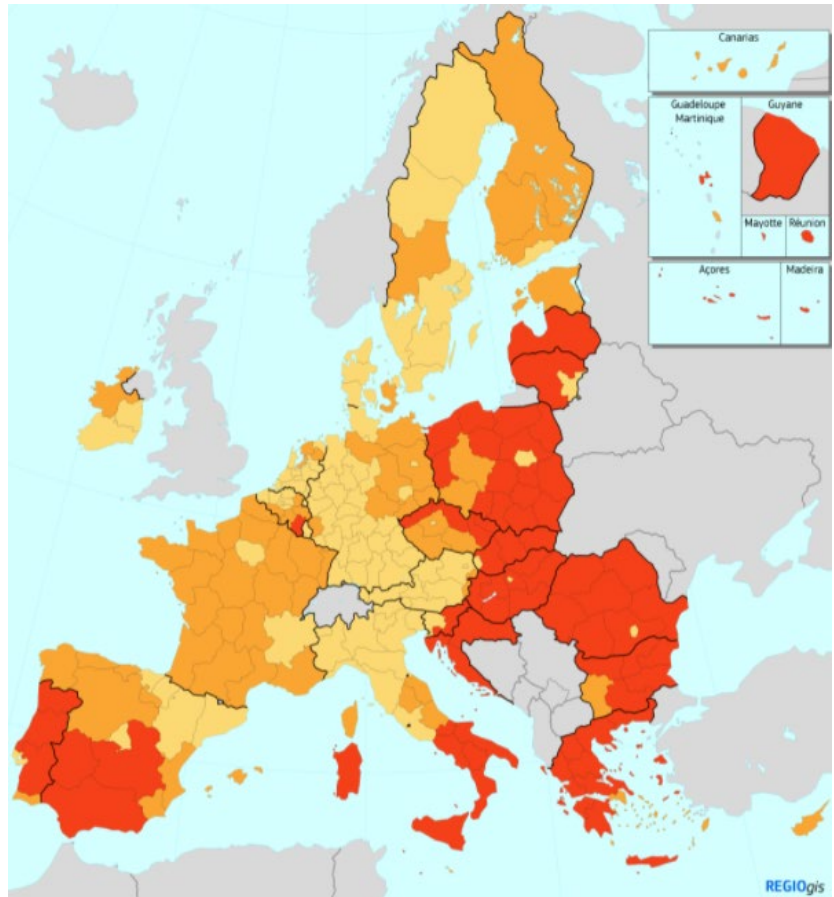 Canarias
Guadeloupe
Martinique
Guyane
Mayotte
Réunion
Açores
Madeira
REGIOgis